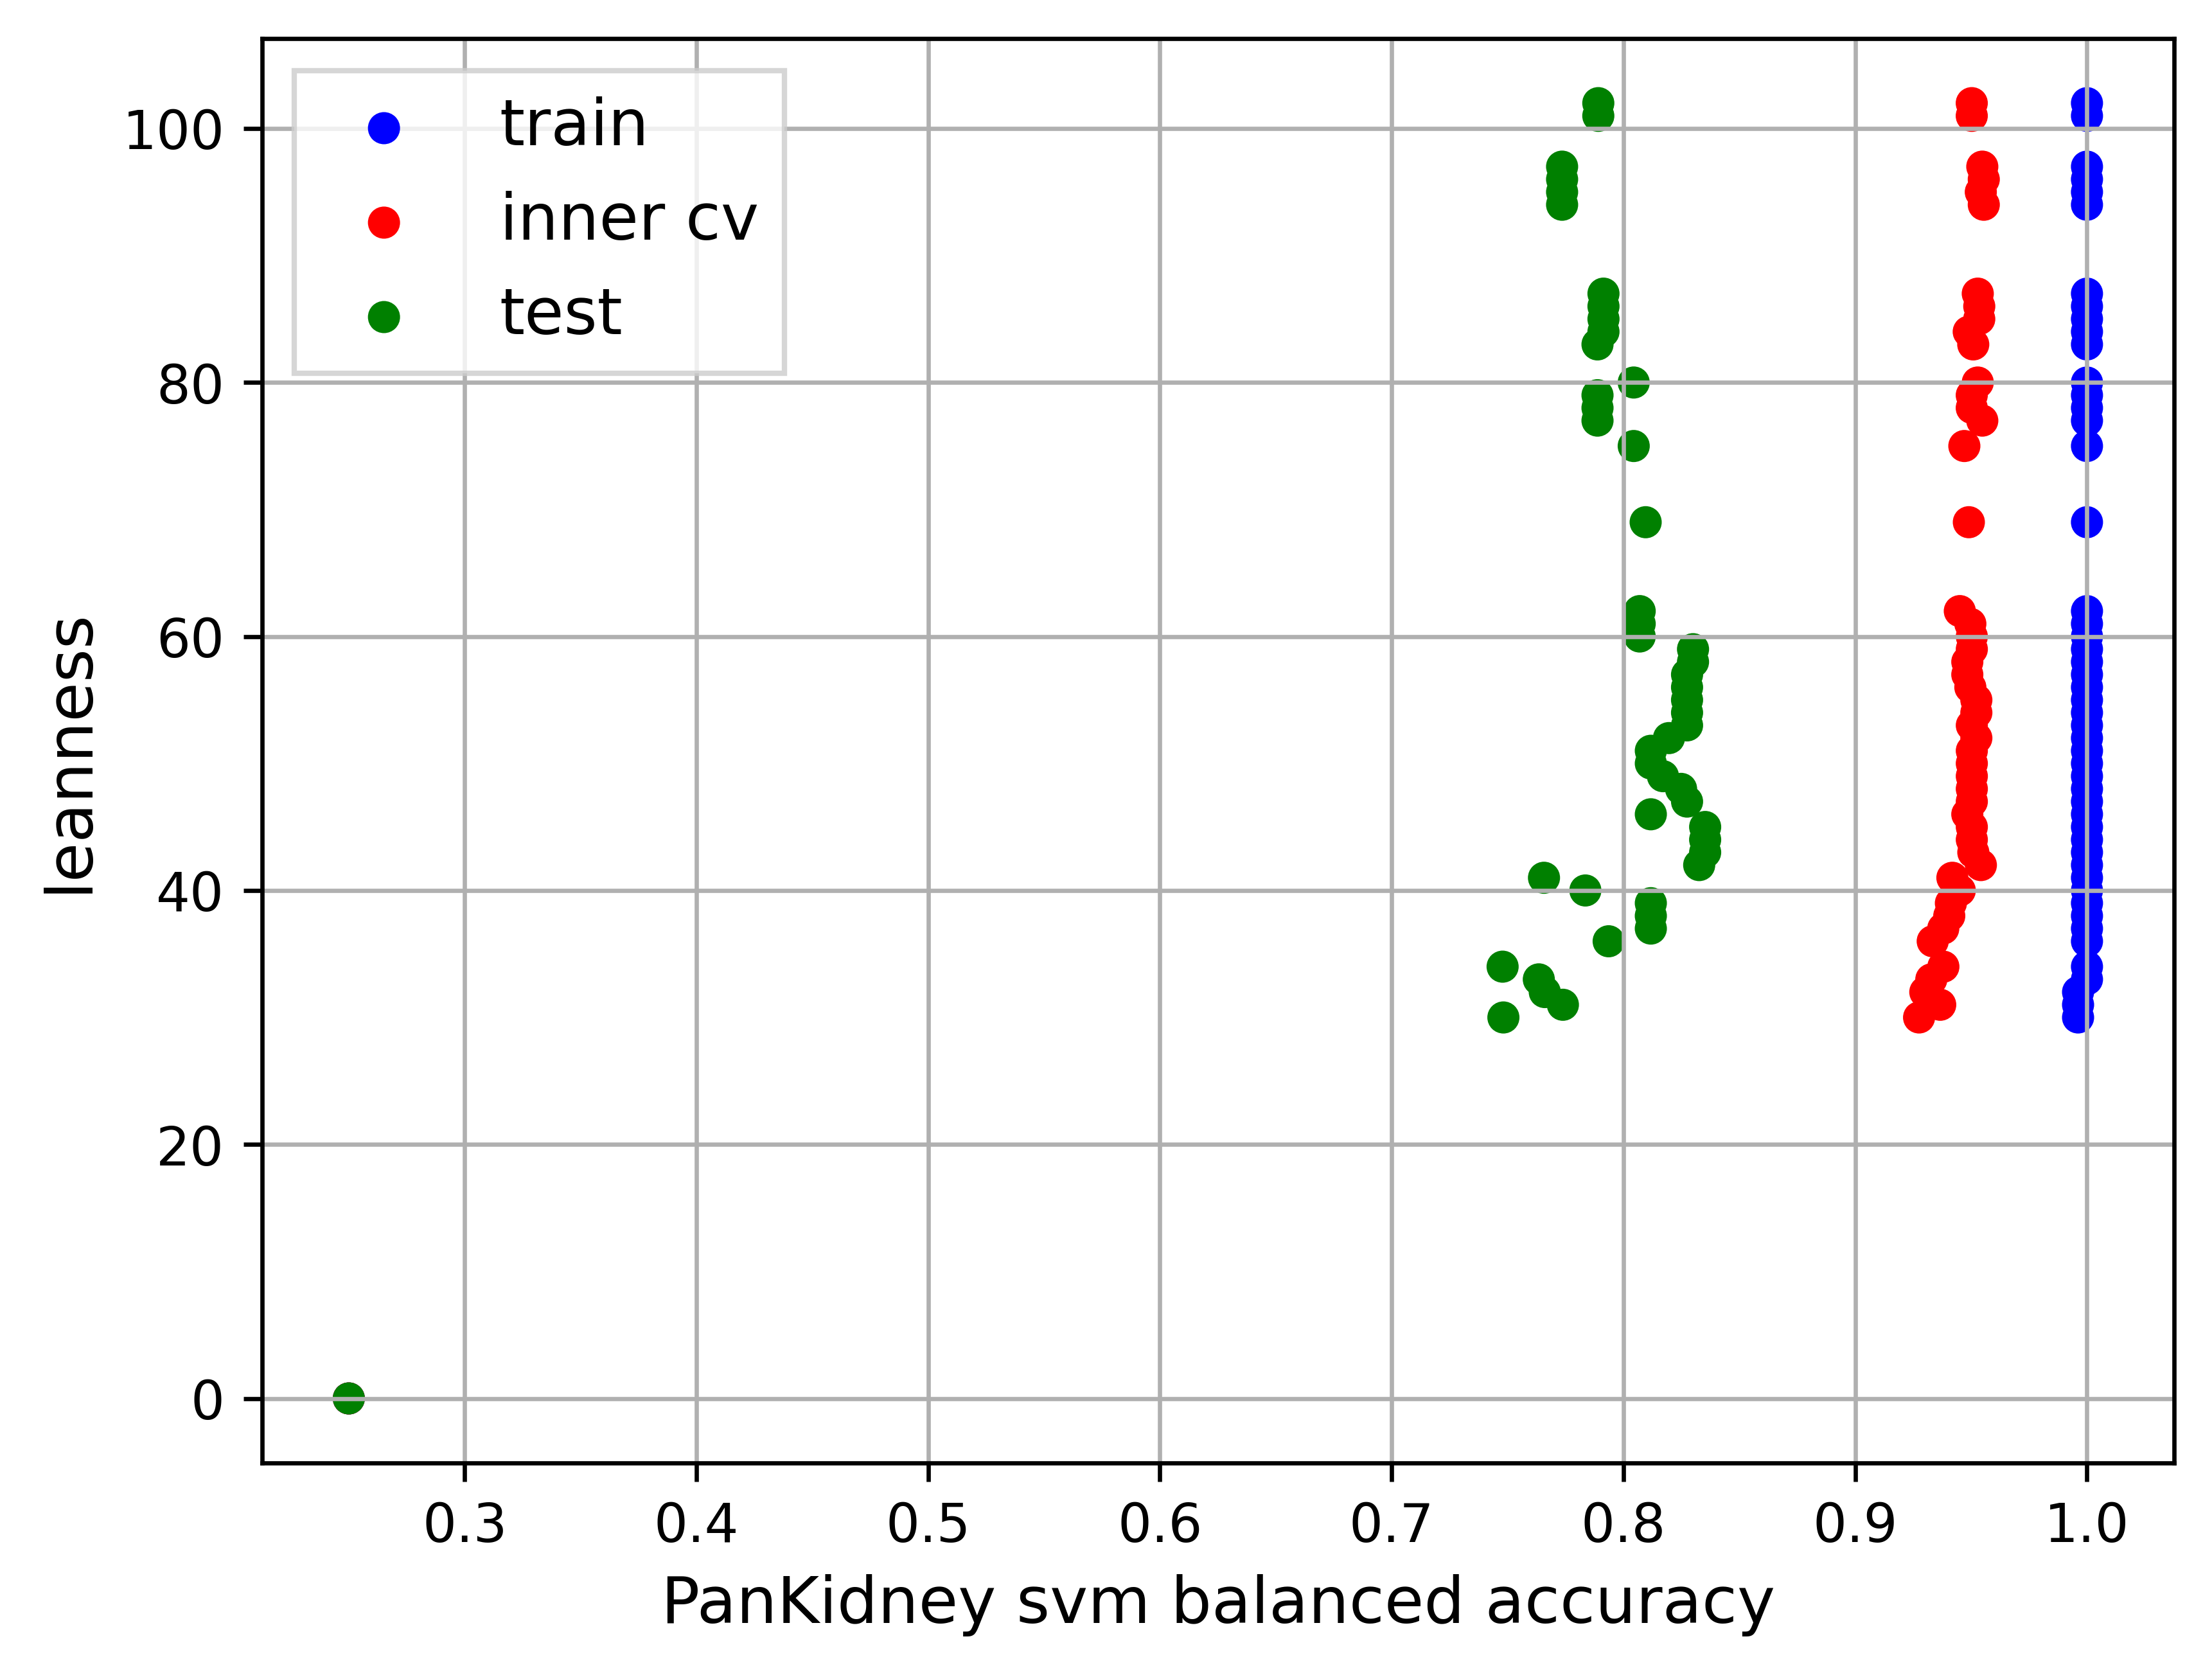 train
inner cv
test
100
80
60
40
20
0
leanness
0.3 0.4 0.5 0.6 0.7 0.8 0.9 1.0
PanKidney svm balanced accuracy